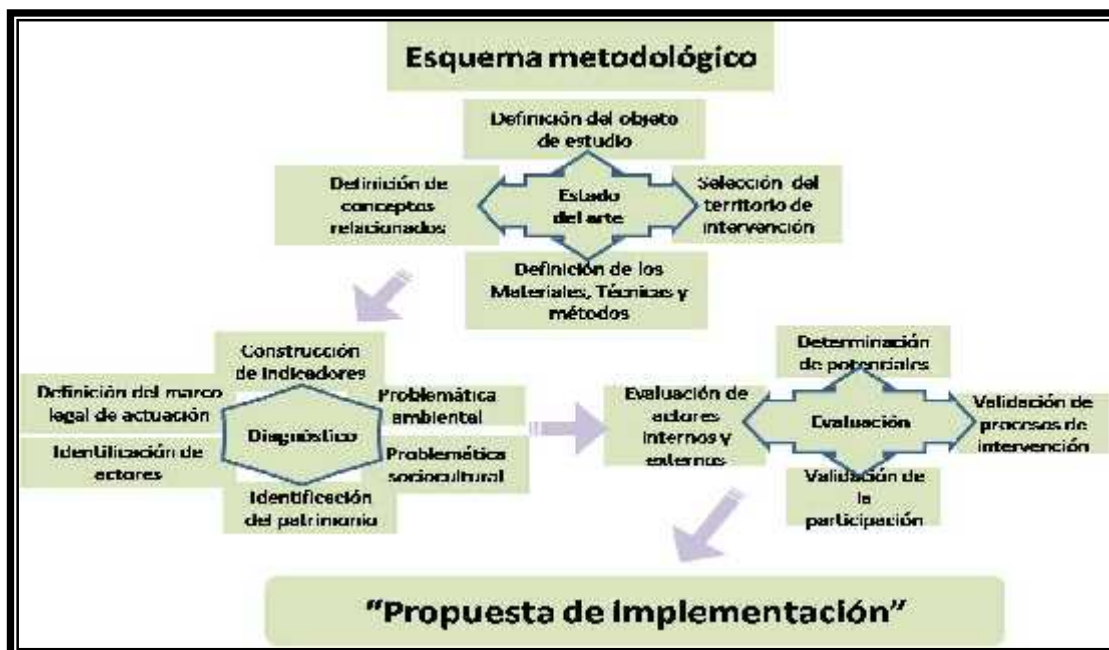 Esquema metodológico
Definición del objeto
de estudio
Definición de
conceptos
relacionados
Estado
del arte
Selección del
territorio de
intervención
Definición de los
Materiales, Técnicas y
métodos
Construcción
de indicadores
Definición del marco
legal de actuación
Problemática
ambiental
Diagnóstico
Identificación de
actores
Problemática
sociocultural
Identificación
del patrimonio
Determinación
de potenciales
Evaluación de
actores
internos y
externos
Evaluación
Validación de
procesos de
intervención
Validación de
la
participación
"Propuesta de Implementación"